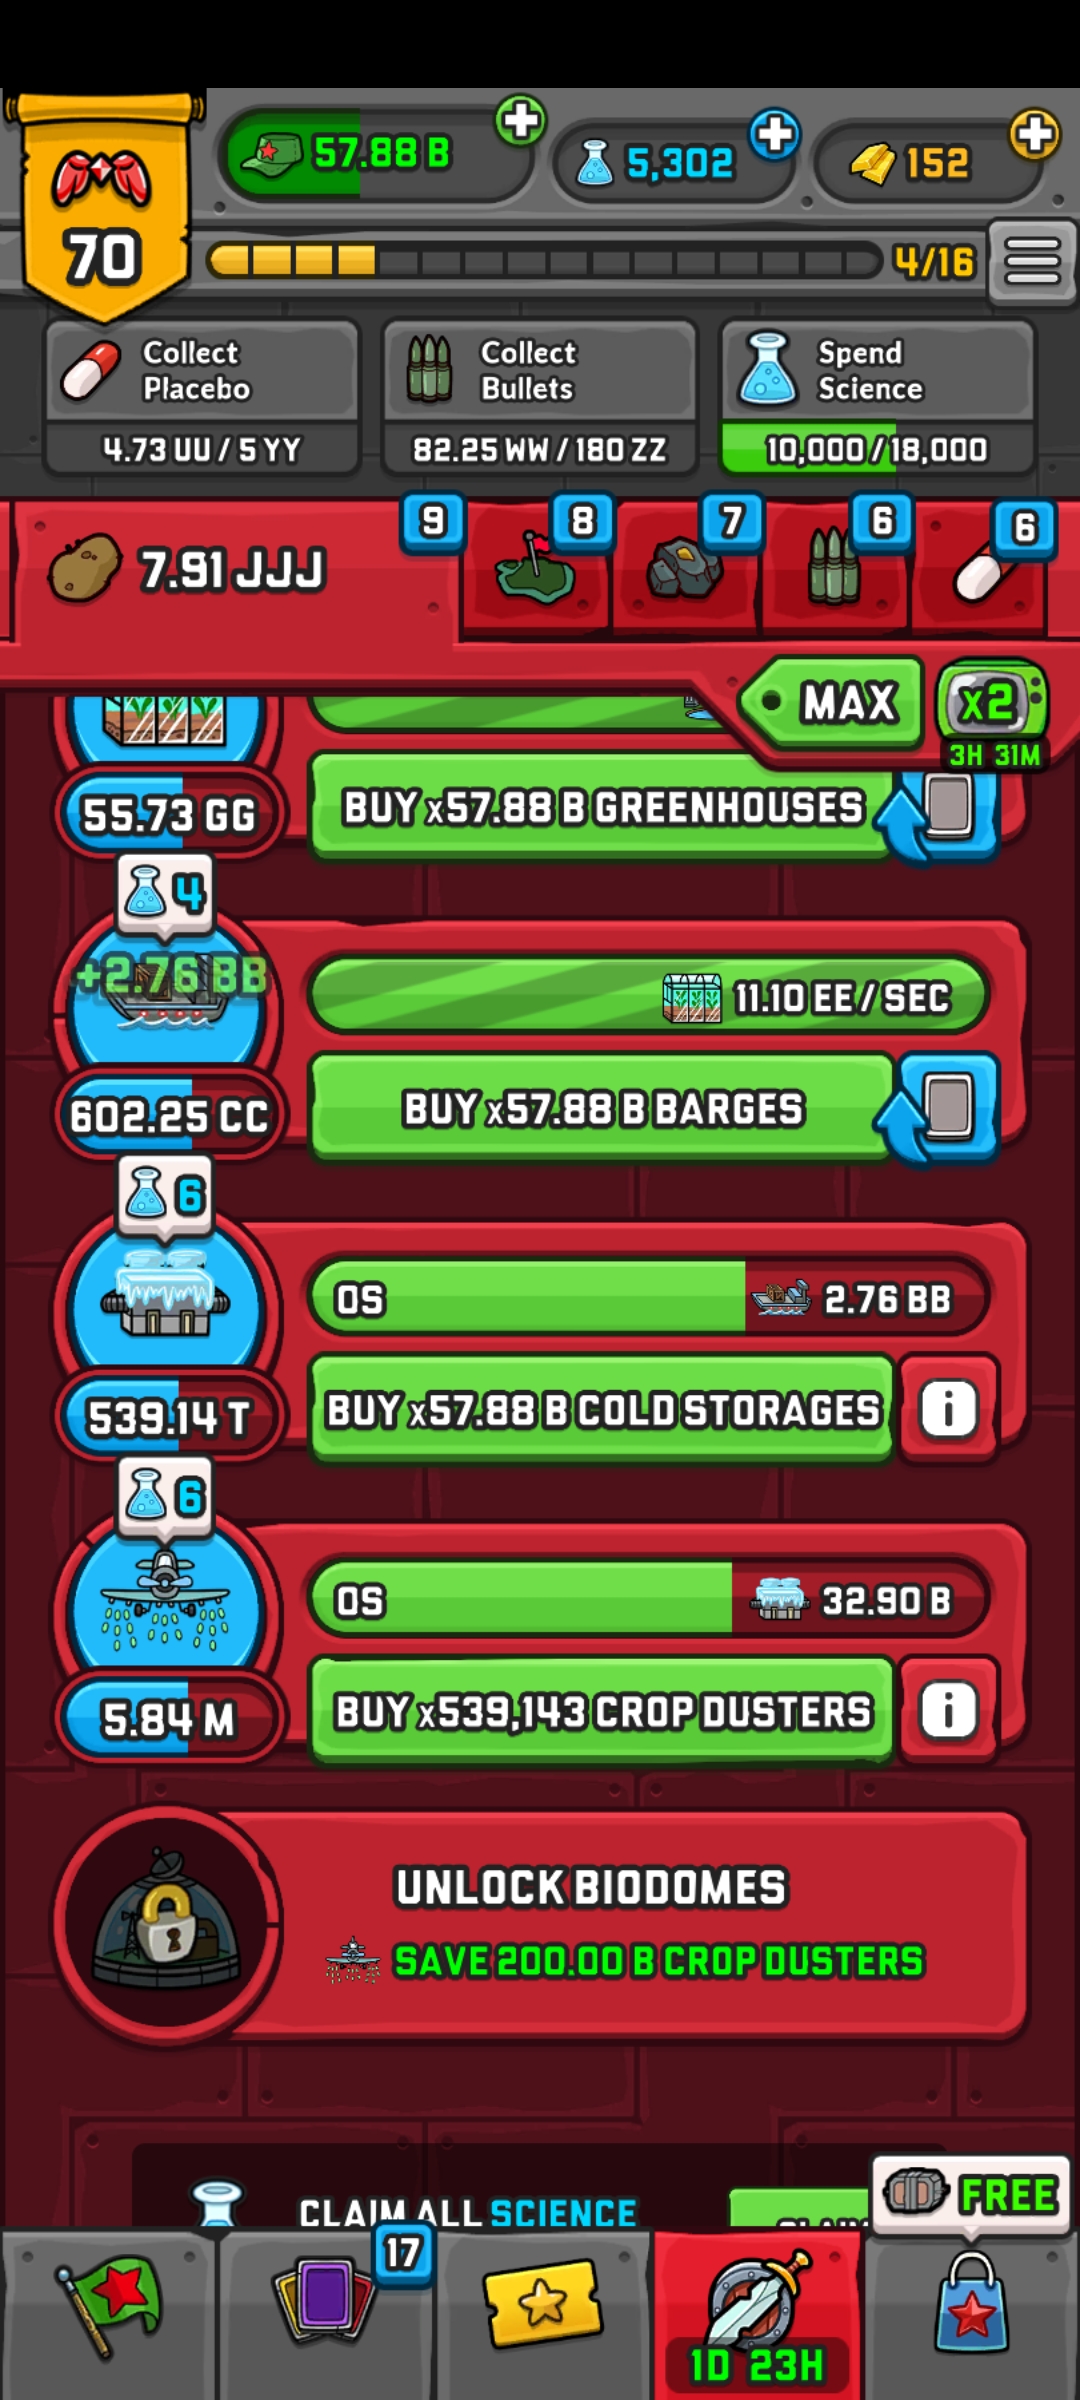 57.88 B
5,302
152
70
4/16
Collect
Placebo
4.73 UU / 5 YY
Collect
Bullets
82.25 WW / 180 ZZ
Spend
Science
10,000 / 18,000
7.91 JJJ
9
8
7
6
6
MAX
x2
3H 31M
55.73 GG
BUY x57.88 B GREENHOUSES
4
+2.76 BB
11.10 EE / SEC
602.25 CC
BUY x57.88 B BARGES
6
0S
2.76 BB
539.14 T
BUY x57.88 B COLD STORAGES
6
0S
32.90 B
5.84 M
BUY x539,143 CROP DUSTERS
UNLOCK BIODOMES
SAVE 200.00 B CROP DUSTERS
CLAIM ALL SCIENCE
FREE
17
1D 23H